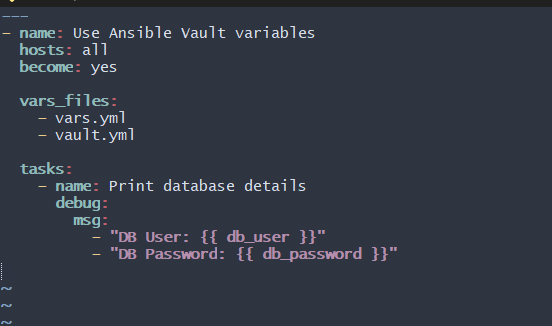 ---
- name: Use Ansible Vault variables
  hosts: all
  become: yes

  vars_files:
    - vars.yml
    - vault.yml

  tasks:
    - name: Print database details
      debug:
        msg:
          - "DB User: {{ db_user }}"
          - "DB Password: {{ db_password }}"

~
~
~